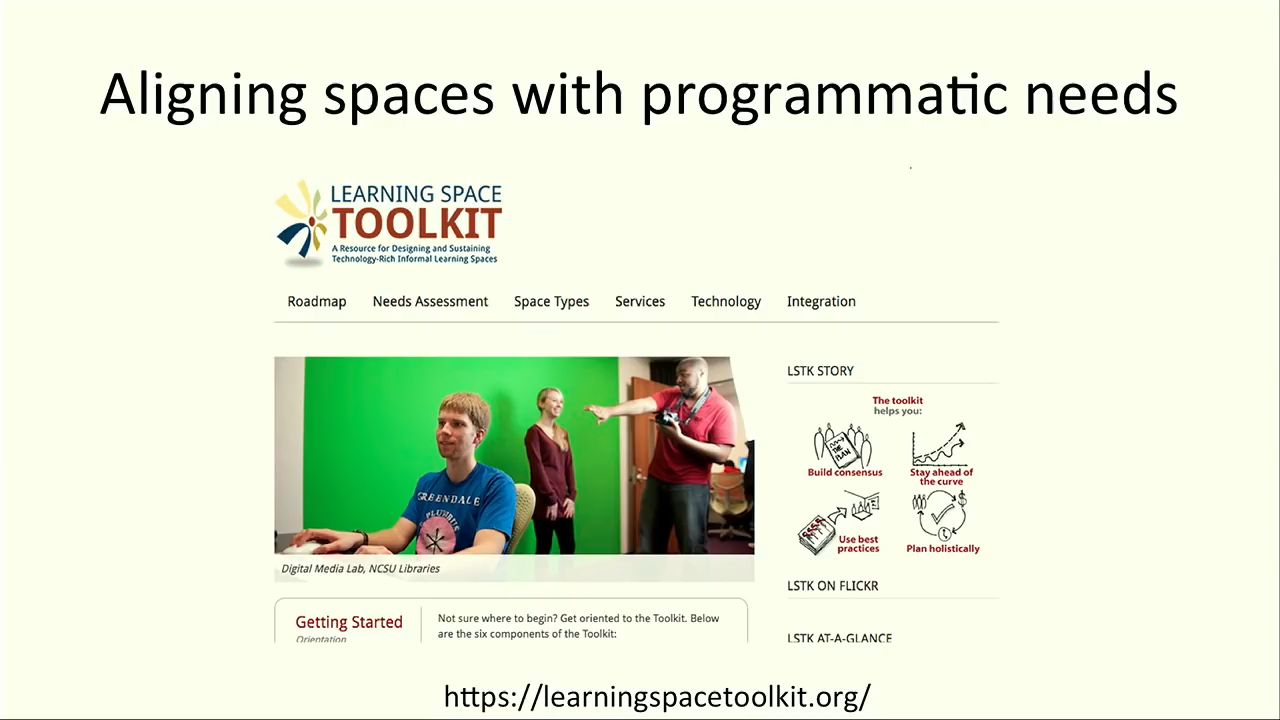 Aligning spaces with programmatic needs
LEARNING SPACE
TOOLKIT
A Resource for Designing and Sustaining
Technology-Rich Informal Learning Spaces
Roadmap Needs Assessment Space Types Services Technology Integration
GREENDALE
Digital Media Lab, NCSU Libraries
LSTK STORY
The toolkit
helps you:
Build consensus
Stay ahead of
the curve
Use best
practices
Plan holistically
LSTK ON FLICKR
LSTK AT-A-GLANCE
Getting Started
Orientation
Not sure where to begin? Get oriented to the Toolkit. Below
are the six components of the Toolkit:
https://learningspacetoolkit.org/